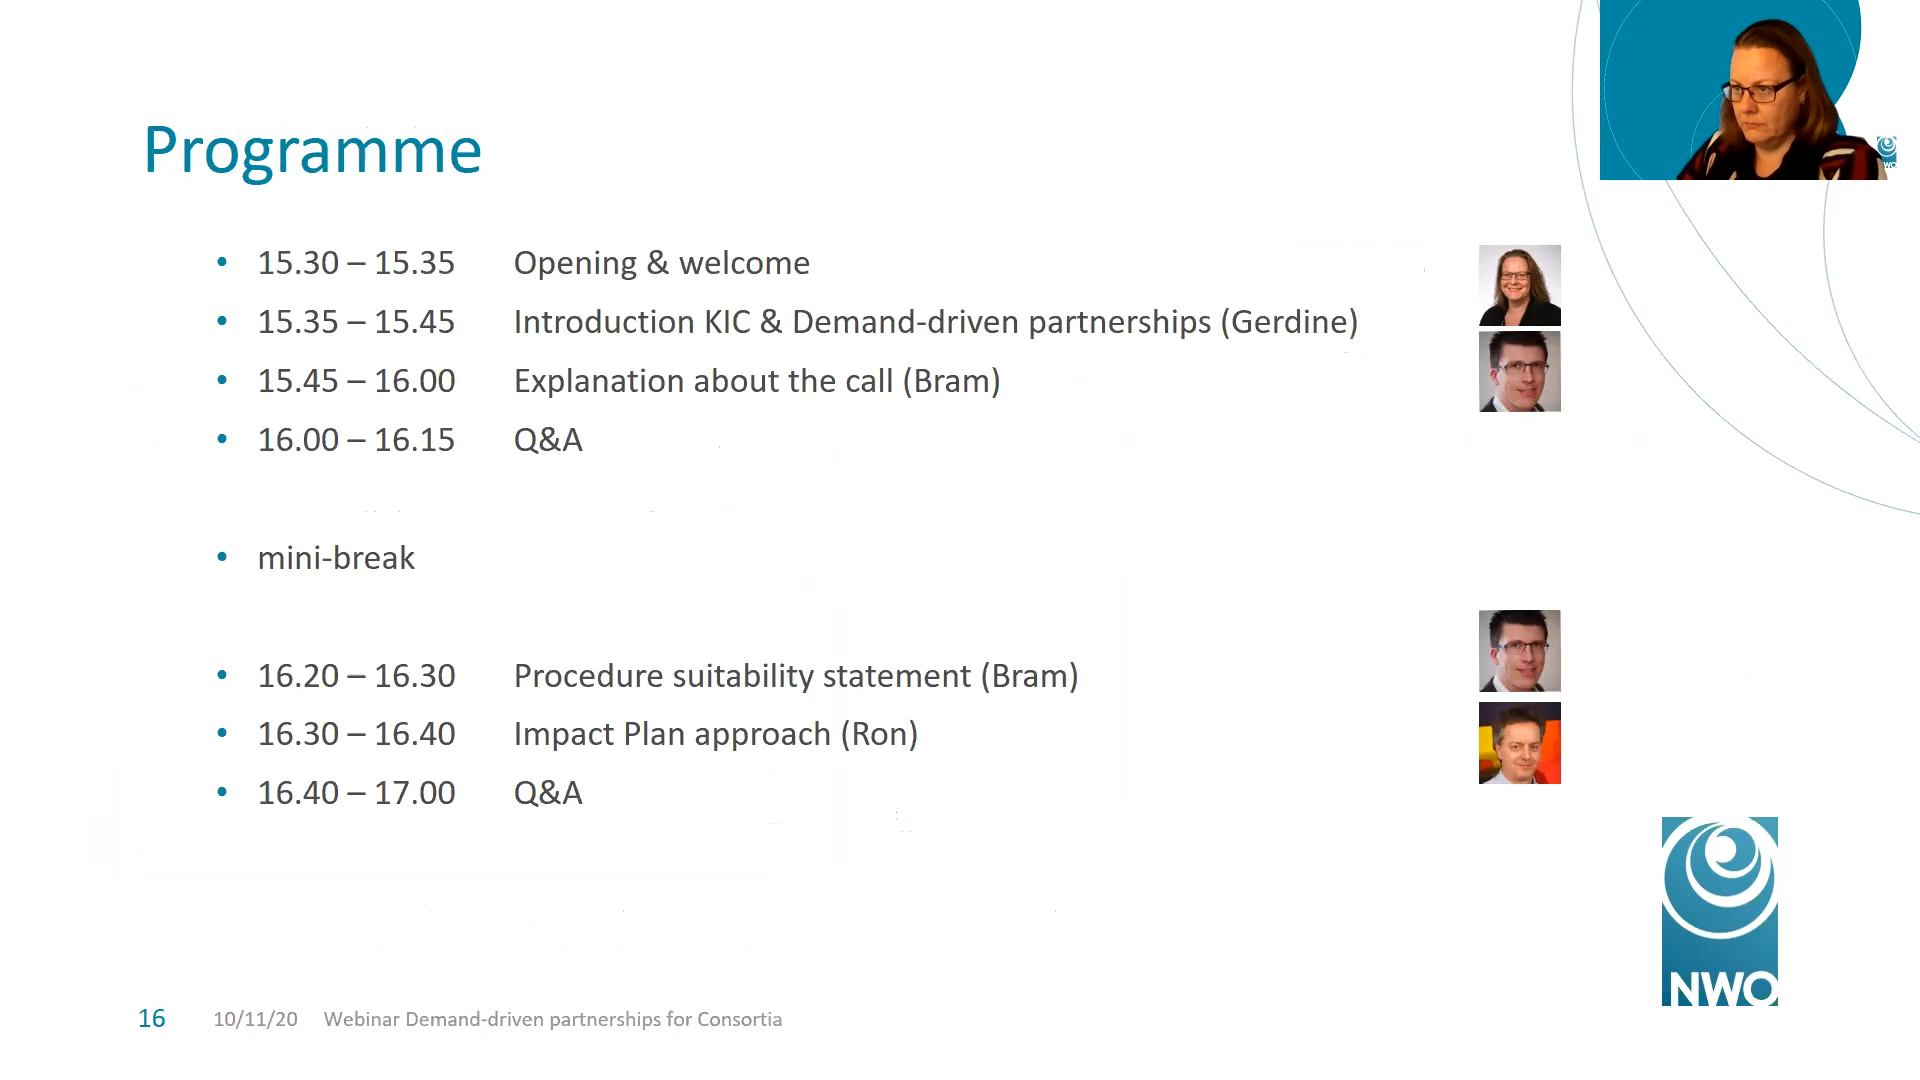 Programme
• 15.30 – 15.35 Opening & welcome
• 15.35 – 15.45 Introduction KIC & Demand-driven partnerships (Gerdine)
• 15.45 – 16.00 Explanation about the call (Bram)
• 16.00 – 16.15 Q&A
• mini-break
• 16.20 – 16.30 Procedure suitability statement (Bram)
• 16.30 – 16.40 Impact Plan approach (Ron)
• 16.40 – 17.00 Q&A
NWO
16 10/11/20 Webinar Demand-driven partnerships for Consortia